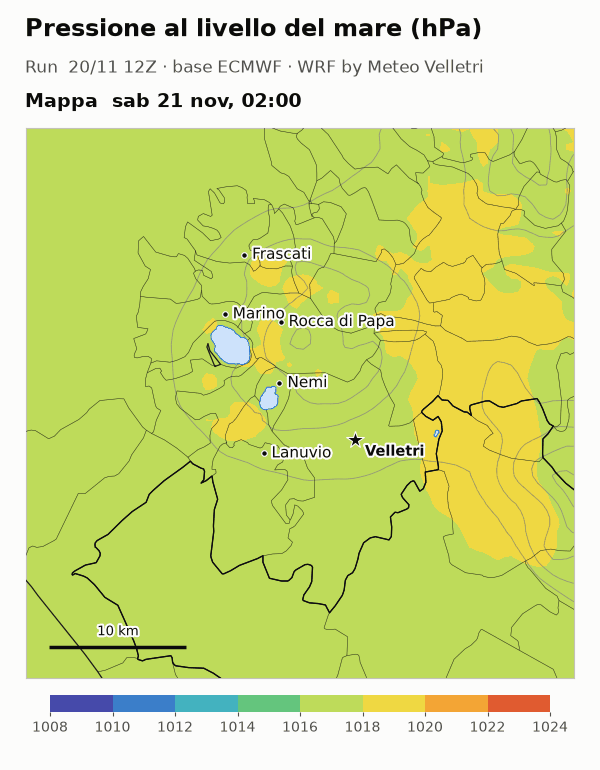 Pressione al livello del mare (hPa)
Run  20/11 12Z · base ECMWF · WRF by Meteo Velletri
Mappa  sab 21 nov, 02:00
Frascati
Marino
Rocca di Papa
Nemi
Velletri
Lanuvio
10 km
1008 1010 1012 1014 1016 1018 1020 1022 1024